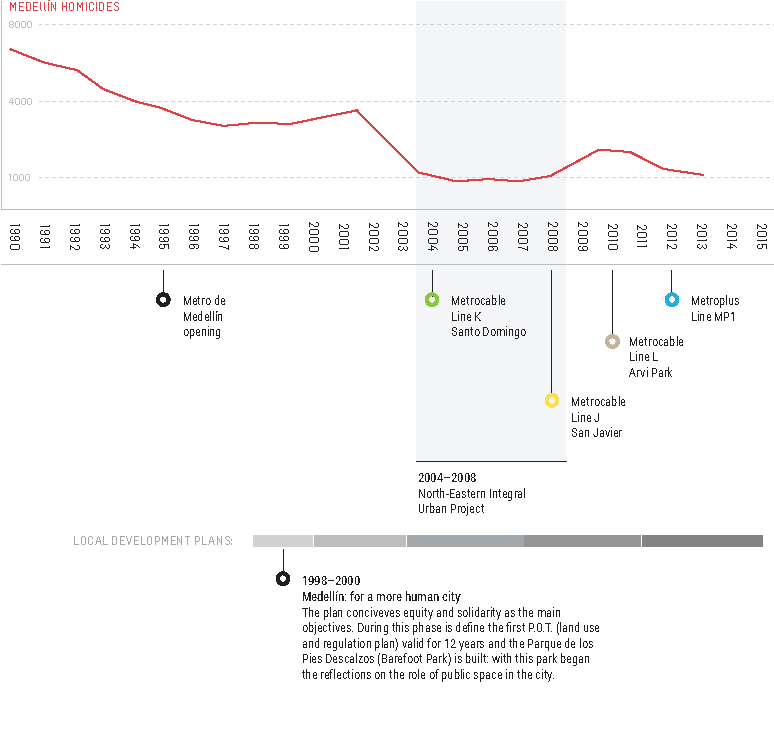 MEDELLÍN HOMICIDES
8000
4000
1000
1990 1991 1992 1993 1994 1995 1996 1997 1998 1999 2000 2001 2002 2003 2004 2005 2006 2007 2008 2009 2010 2011 2012 2013 2014 2015
Metro de
Medellín
opening
Metrocable
Line K
Santo Domingo
Metroplus
Line MP1
Metrocable
Line L
Arvi Park
Metrocable
Line J
San Javier
2004–2008
North-Eastern Integral
Urban Project
LOCAL DEVELOPMENT PLANS:
1998–2000
Medellín: for a more human city
The plan conciveves equity and solidarity as the main
objectives. During this phase is define the first P.O.T. (land use
and regulation plan) valid for 12 years and the Parque de los
Pies Descalzos (Barefoot Park) is built: with this park began
the reflections on the role of public space in the city.